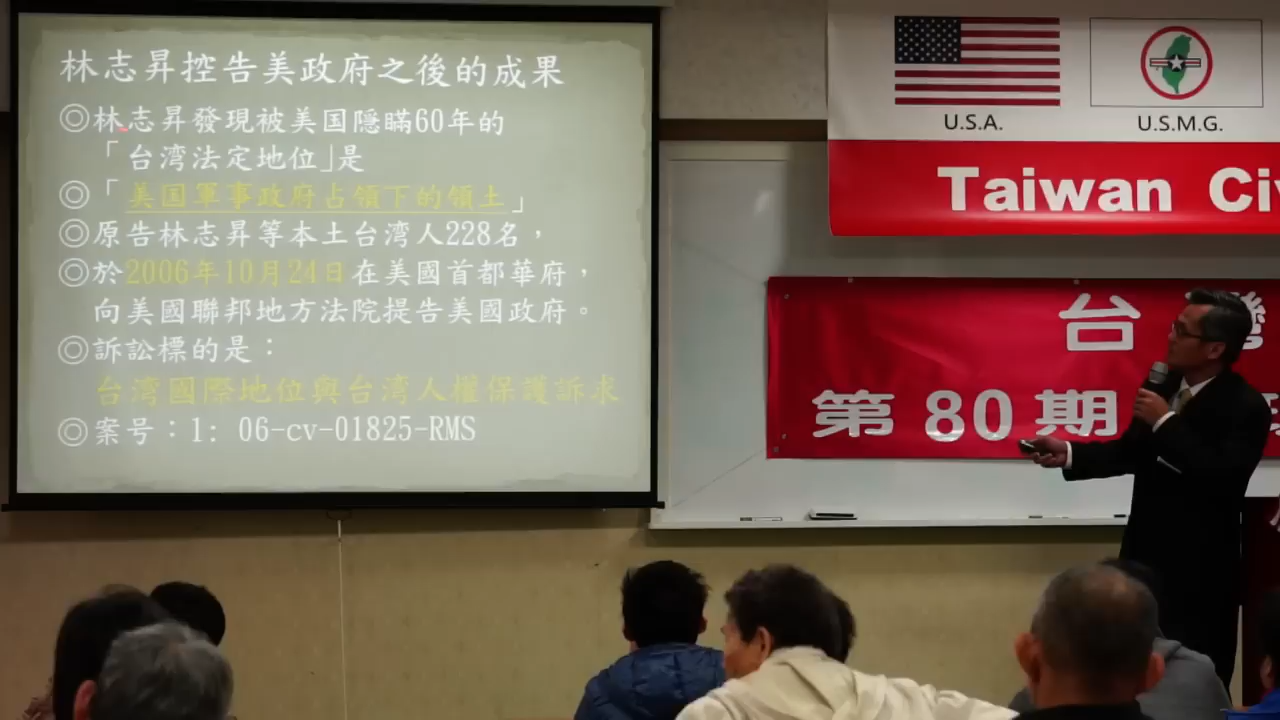 林志昇控告美政府之後的成果
◎林志昇發現被美国隠瞞60年的
「台湾法定地位」是
◎「美国軍事政府占領下的領土」
◎原告林志昇等本土台湾人228名，
◎於2006年10月24日在美國首都華府，
向美國聯邦地方法院提告美國政府。
◎訴訟標的是：
台湾國際地位與台湾人權保護訴求
◎案号：1: 06-cv-01825-RMS
U.S.A.
U.S.M.G.
Taiwan Civ
台
第 80 期